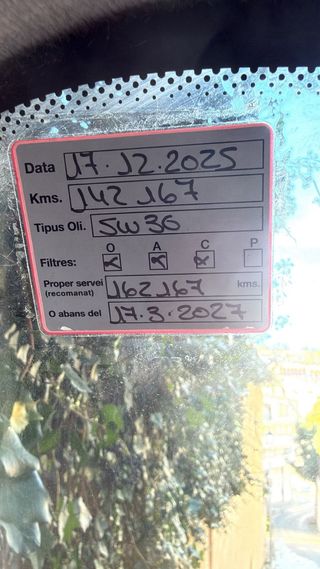 Data 17.12.2025
Kms. 142167
Tipus Oli. 5W30
O A C P
Filtres: x x x
Proper servei 162167 kms.
(recomanat)
O abans del 17.3.2027